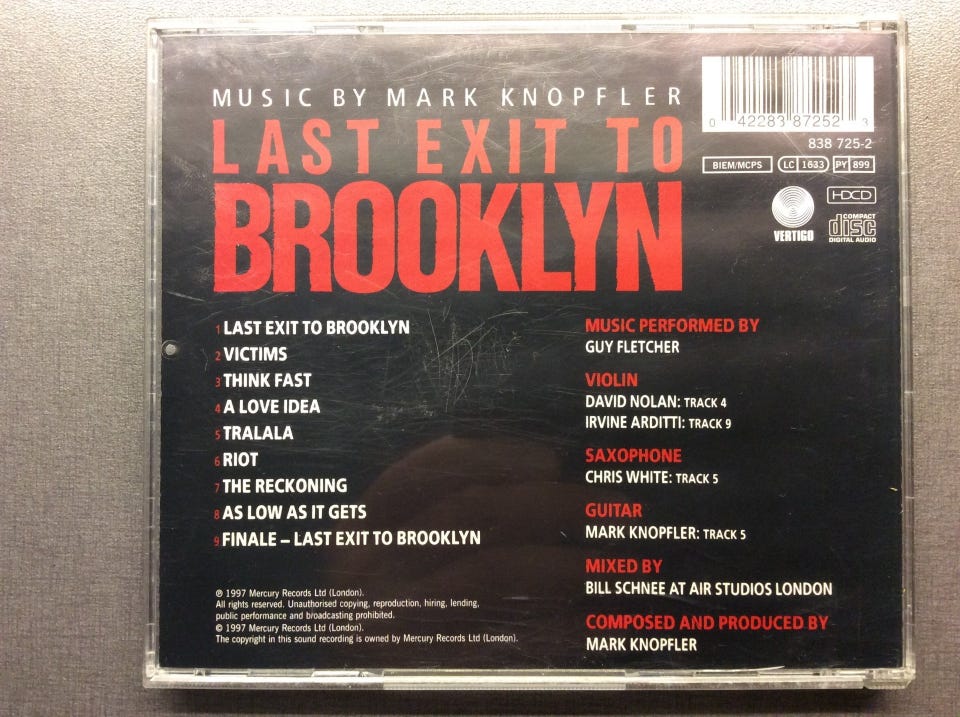 MUSIC BY MARK KNOPFLER
LAST EXIT TO
BROOKLYN
0 42283 87252 3
838 725-2
BIEM/MCPS LC 1633 PY 899
VERTIGO
HDCD
COMPACT
disc
DIGITAL AUDIO
1 LAST EXIT TO BROOKLYN
2 VICTIMS
3 THINK FAST
4 A LOVE IDEA
5 TRALALA
6 RIOT
7 THE RECKONING
8 AS LOW AS IT GETS
9 FINALE – LAST EXIT TO BROOKLYN
MUSIC PERFORMED BY
GUY FLETCHER
VIOLIN
DAVID NOLAN: TRACK 4
IRVINE ARDITTI: TRACK 9
SAXOPHONE
CHRIS WHITE: TRACK 5
GUITAR
MARK KNOPFLER: TRACK 5
MIXED BY
BILL SCHNEE AT AIR STUDIOS LONDON
COMPOSED AND PRODUCED BY
MARK KNOPFLER
℗ 1997 Mercury Records Ltd (London).
All rights reserved. Unauthorised copying, reproduction, hiring, lending,
public performance and broadcasting prohibited.
© 1997 Mercury Records Ltd (London).
The copyright in this sound recording is owned by Mercury Records Ltd (London).